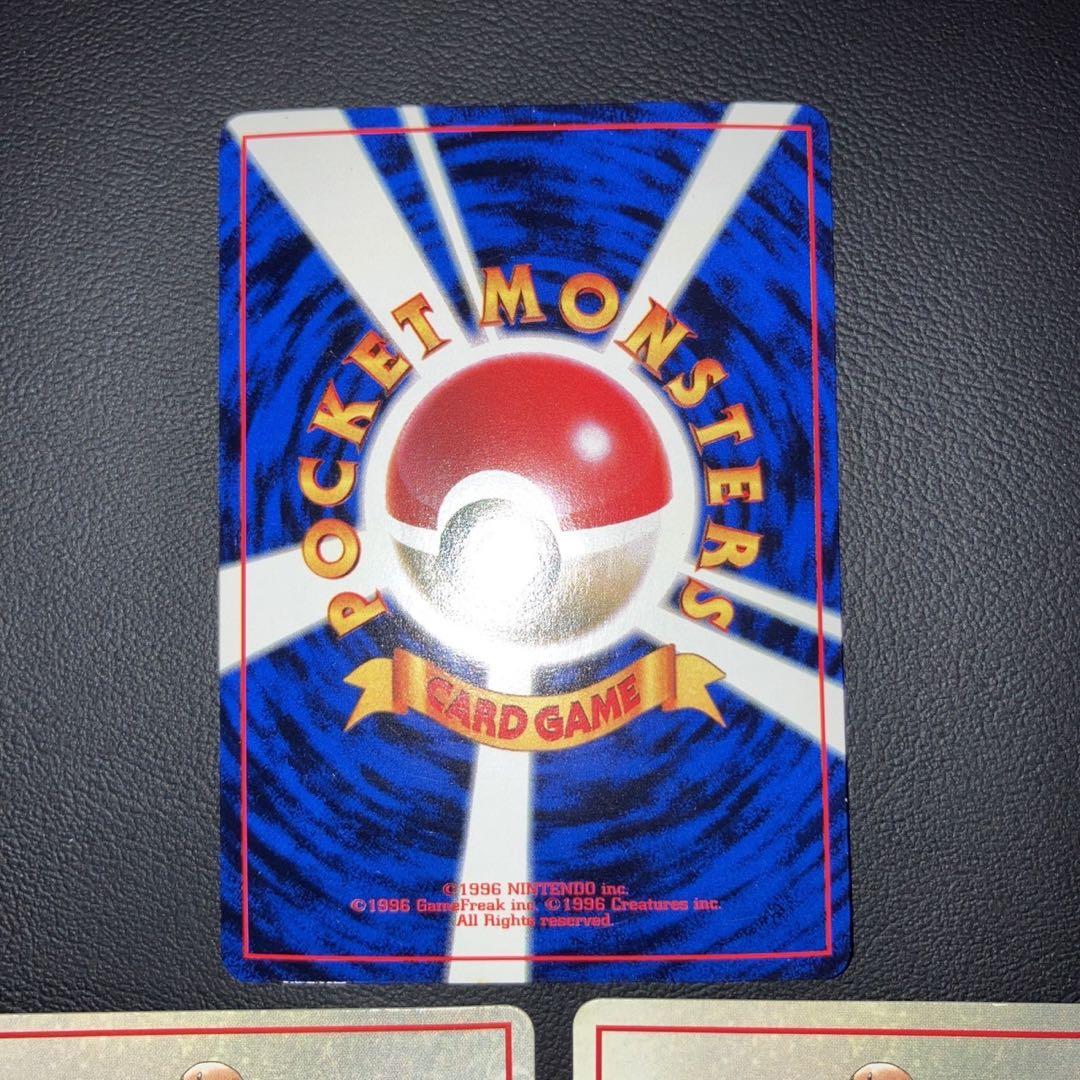 POCKET MONSTERS
CARD GAME
©1996 NINTENDO inc.
©1996 GameFreak inc. ©1996 Creatures inc.
All Rights reserved.